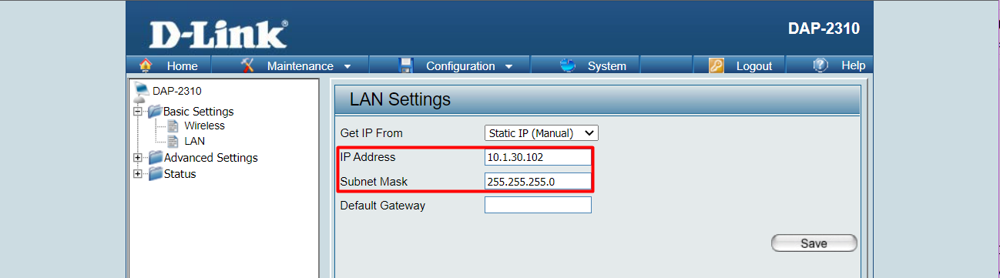 D-Link®
DAP-2310
Home Maintenance Configuration System Logout Help
DAP-2310
Basic Settings
Wireless
LAN
Advanced Settings
Status
LAN Settings
Get IP From Static IP (Manual)
IP Address 10.1.30.102
Subnet Mask 255.255.255.0
Default Gateway
Save